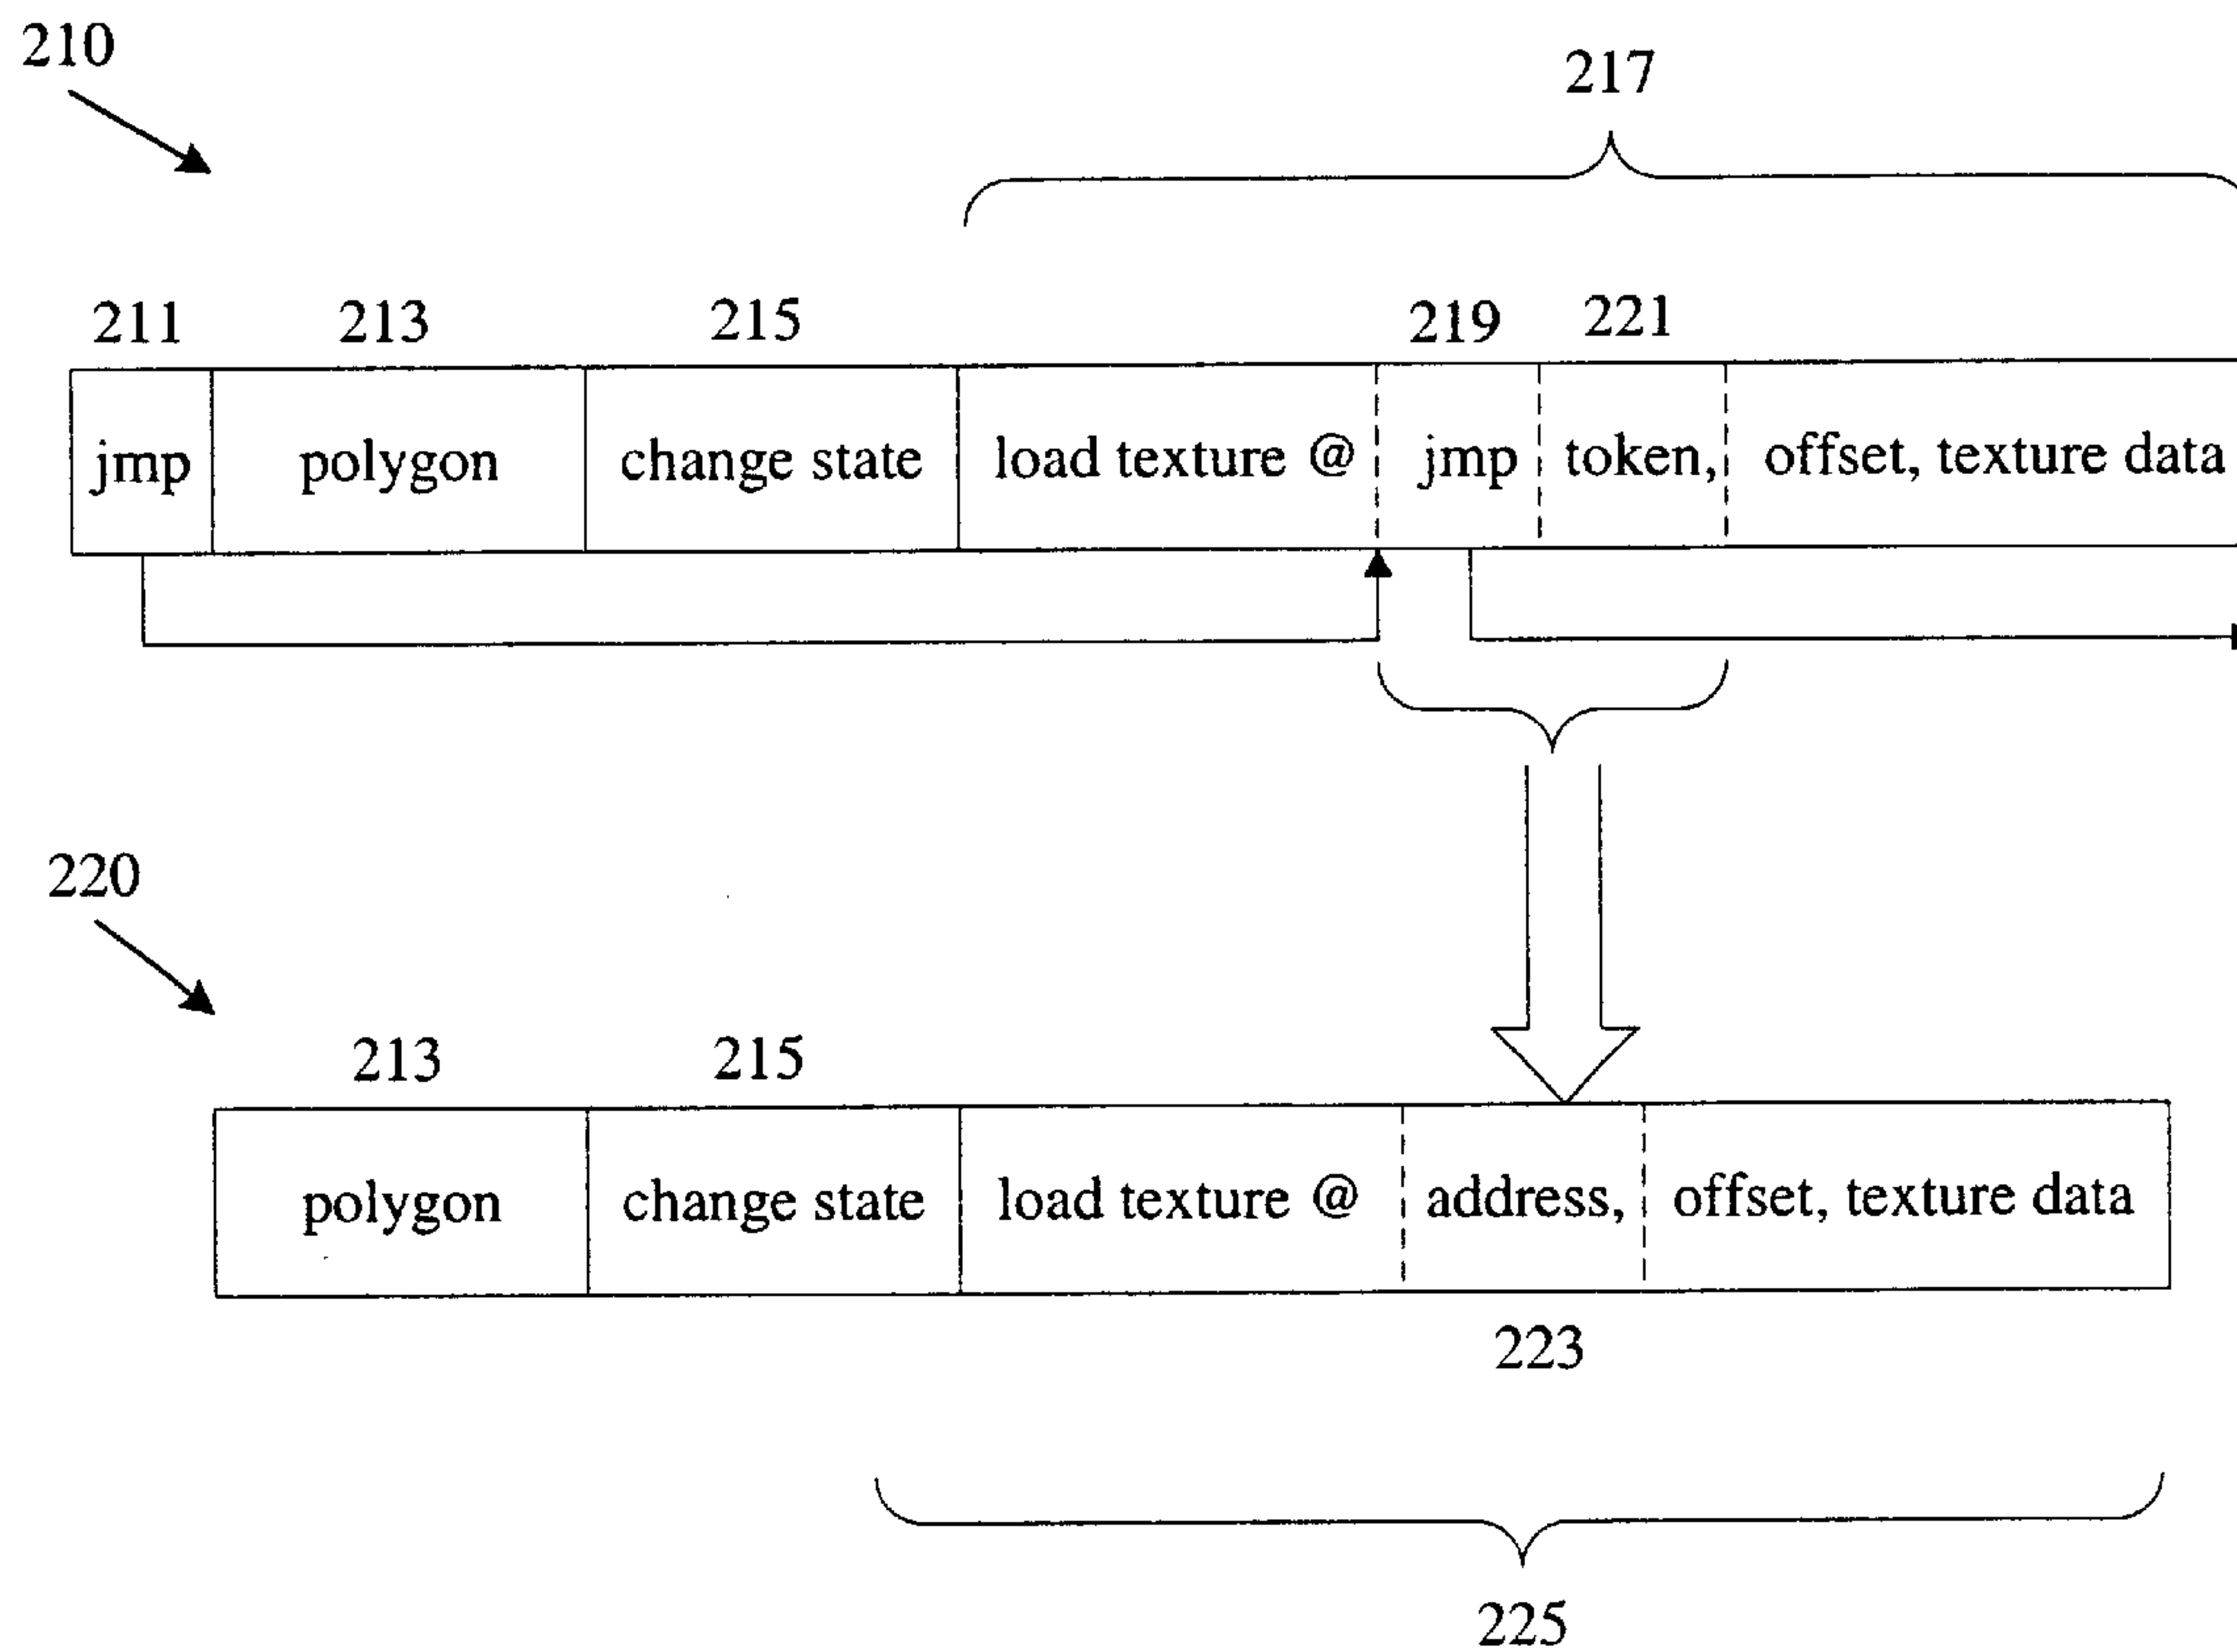 210
217
211 213 215 219 221
jmp polygon change state load texture @ jmp token, offset, texture data
220
213 215
polygon change state load texture @ address, offset, texture data
223
225